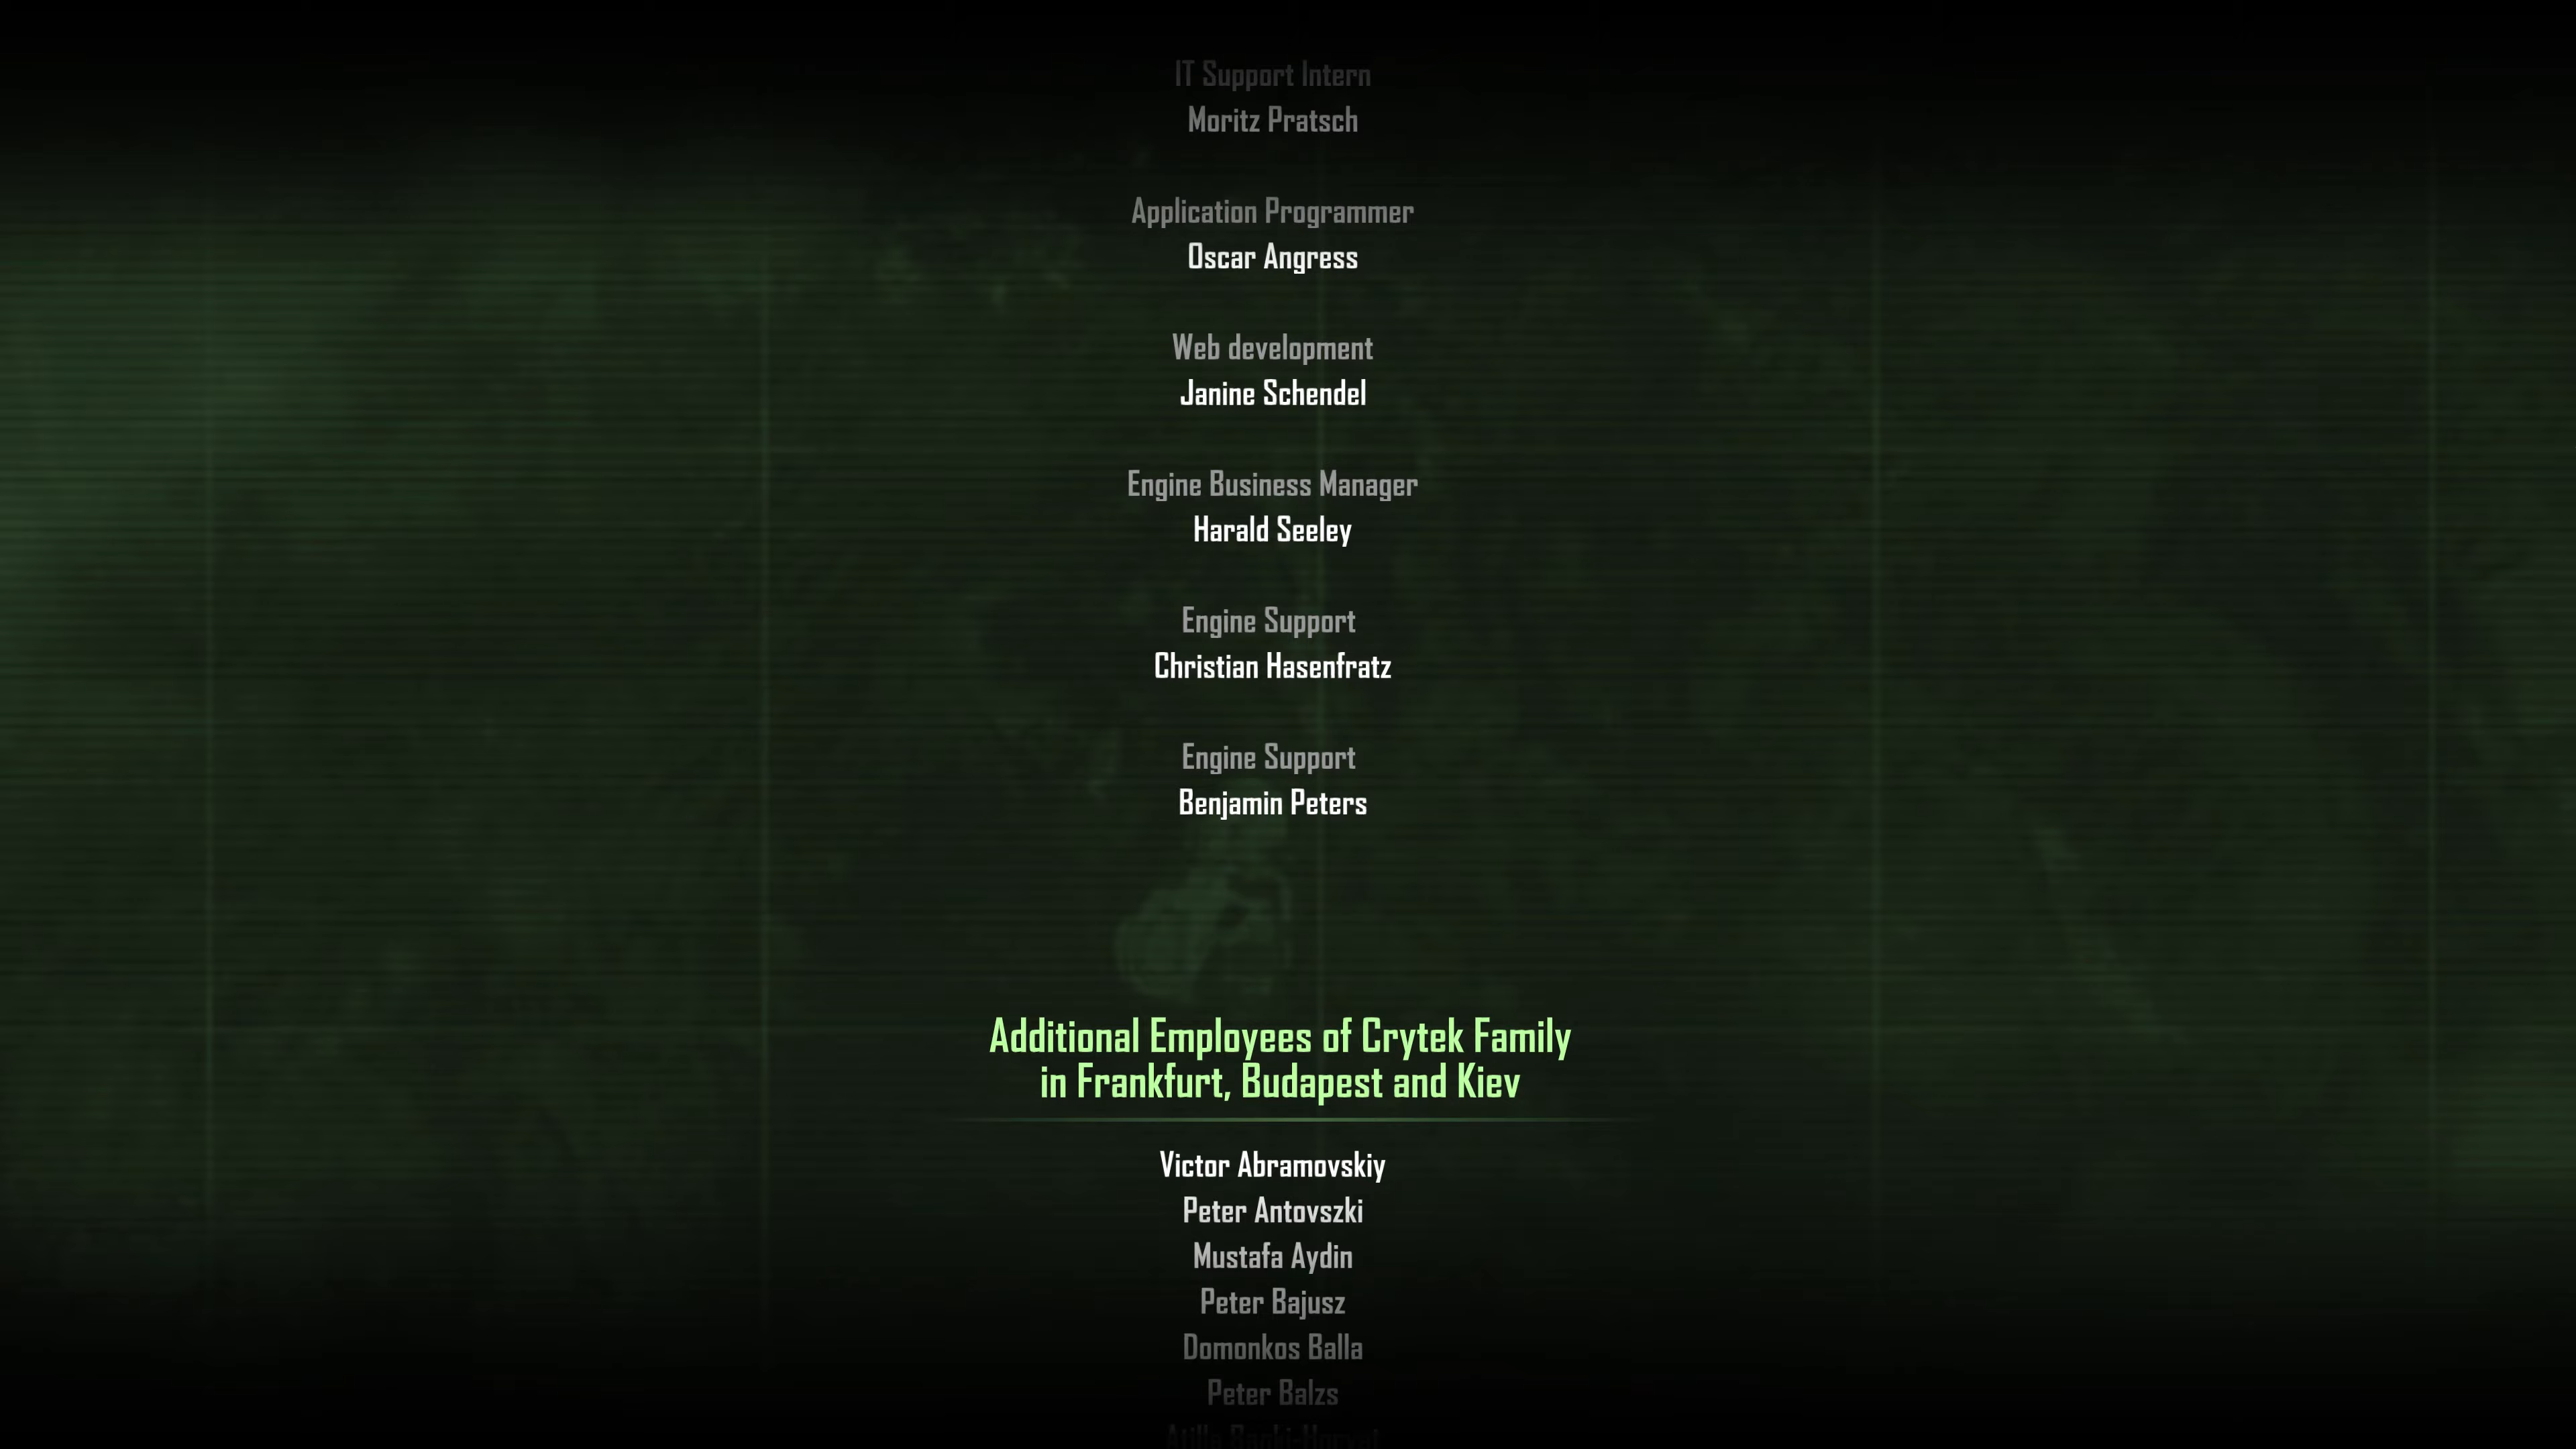 IT Support Intern
Moritz Pratsch
Application Programmer
Oscar Angress
Web development
Janine Schendel
Engine Business Manager
Harald Seeley
Engine Support
Christian Hasenfratz
Engine Support
Benjamin Peters
Additional Employees of Crytek Family
in Frankfurt, Budapest and Kiev
Victor Abramovskiy
Peter Antovszki
Mustafa Aydin
Peter Bajusz
Domonkos Balla
Peter Balzs